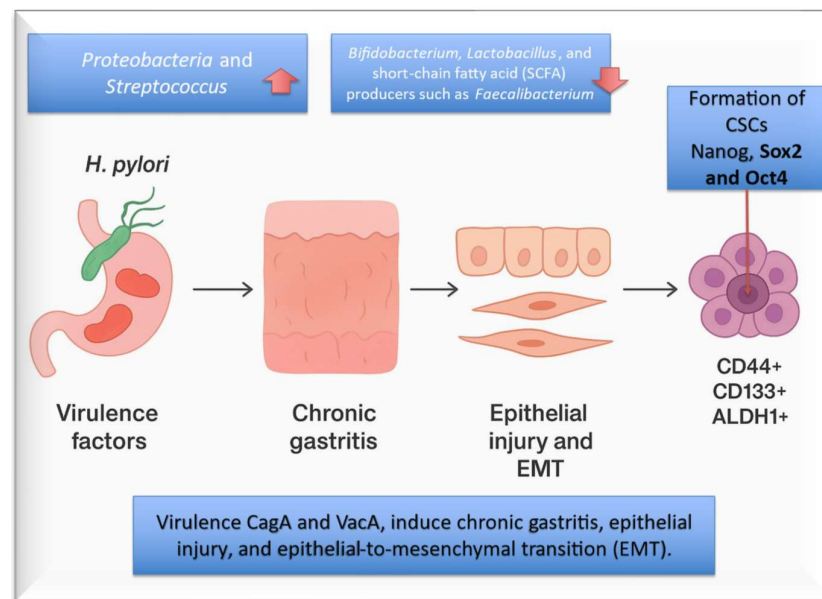 Proteobacteria and
Streptococcus
Bifidobacterium, Lactobacillus, and
short-chain fatty acid (SCFA)
producers such as Faecalibacterium
Formation of
CSCs
Nanog, Sox2
and Oct4
H. pylori
Virulence
factors
Chronic
gastritis
Epithelial
injury and
EMT
CD44+
CD133+
ALDH1+
Virulence CagA and VacA, induce chronic gastritis, epithelial
injury, and epithelial-to-mesenchymal transition (EMT).